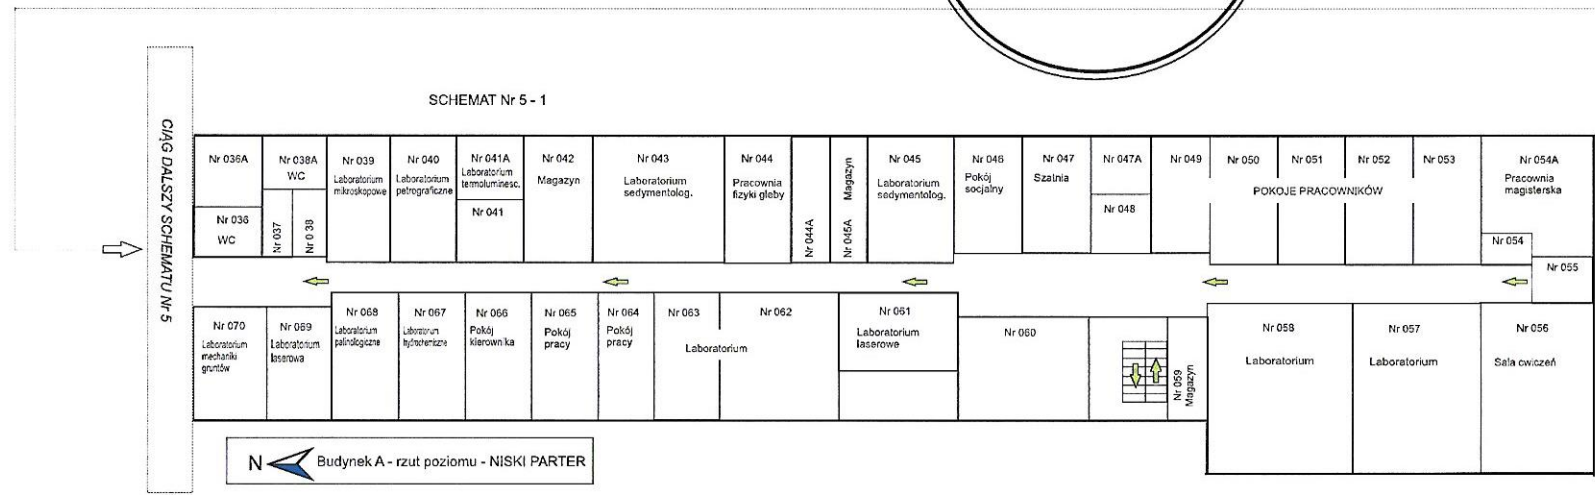 SCHEMAT Nr 5 - 1
CIĄG DALSZY SCHEMATU Nr 5
Nr 036A
Nr 036
WC
Nr 038A
WC
Nr 037
Nr 0 38
Nr 039
Laboratorium
mikroskopowe
Nr 040
Laboratorium
petrograficzne
Nr 041A
Laboratorium
termoluminesc.
Nr 041
Nr 042
Magazyn
Nr 043
Laboratorium
sedymentolog.
Nr 044
Pracownia
fizyki gleby
Nr 044A
Nr 045A Magazyn
Nr 045
Laboratorium
sedymentolog.
Nr 046
Pokój
socjalny
Nr 047
Szatnia
Nr 047A
Nr 048
Nr 049
Nr 050
Nr 051
Nr 052
Nr 053
POKOJE PRACOWNIKÓW
Nr 054A
Pracownia
magisterska
Nr 054
Nr 055
Nr 070
Laboratorium
mechaniki
gruntów
Nr 069
Laboratorium
laserowa
Nr 068
Laboratorium
palinologiczne
Nr 067
Laboratorium
hydrochemiczne
Nr 066
Pokój
kierownika
Nr 065
Pokój
pracy
Nr 064
Pokój
pracy
Nr 063
Nr 062
Laboratorium
Nr 061
Laboratorium
laserowe
Nr 060
Nr 059
Magazyn
Nr 058
Laboratorium
Nr 057
Laboratorium
Nr 056
Sala cwiczeń
N
Budynek A - rzut poziomu - NISKI PARTER